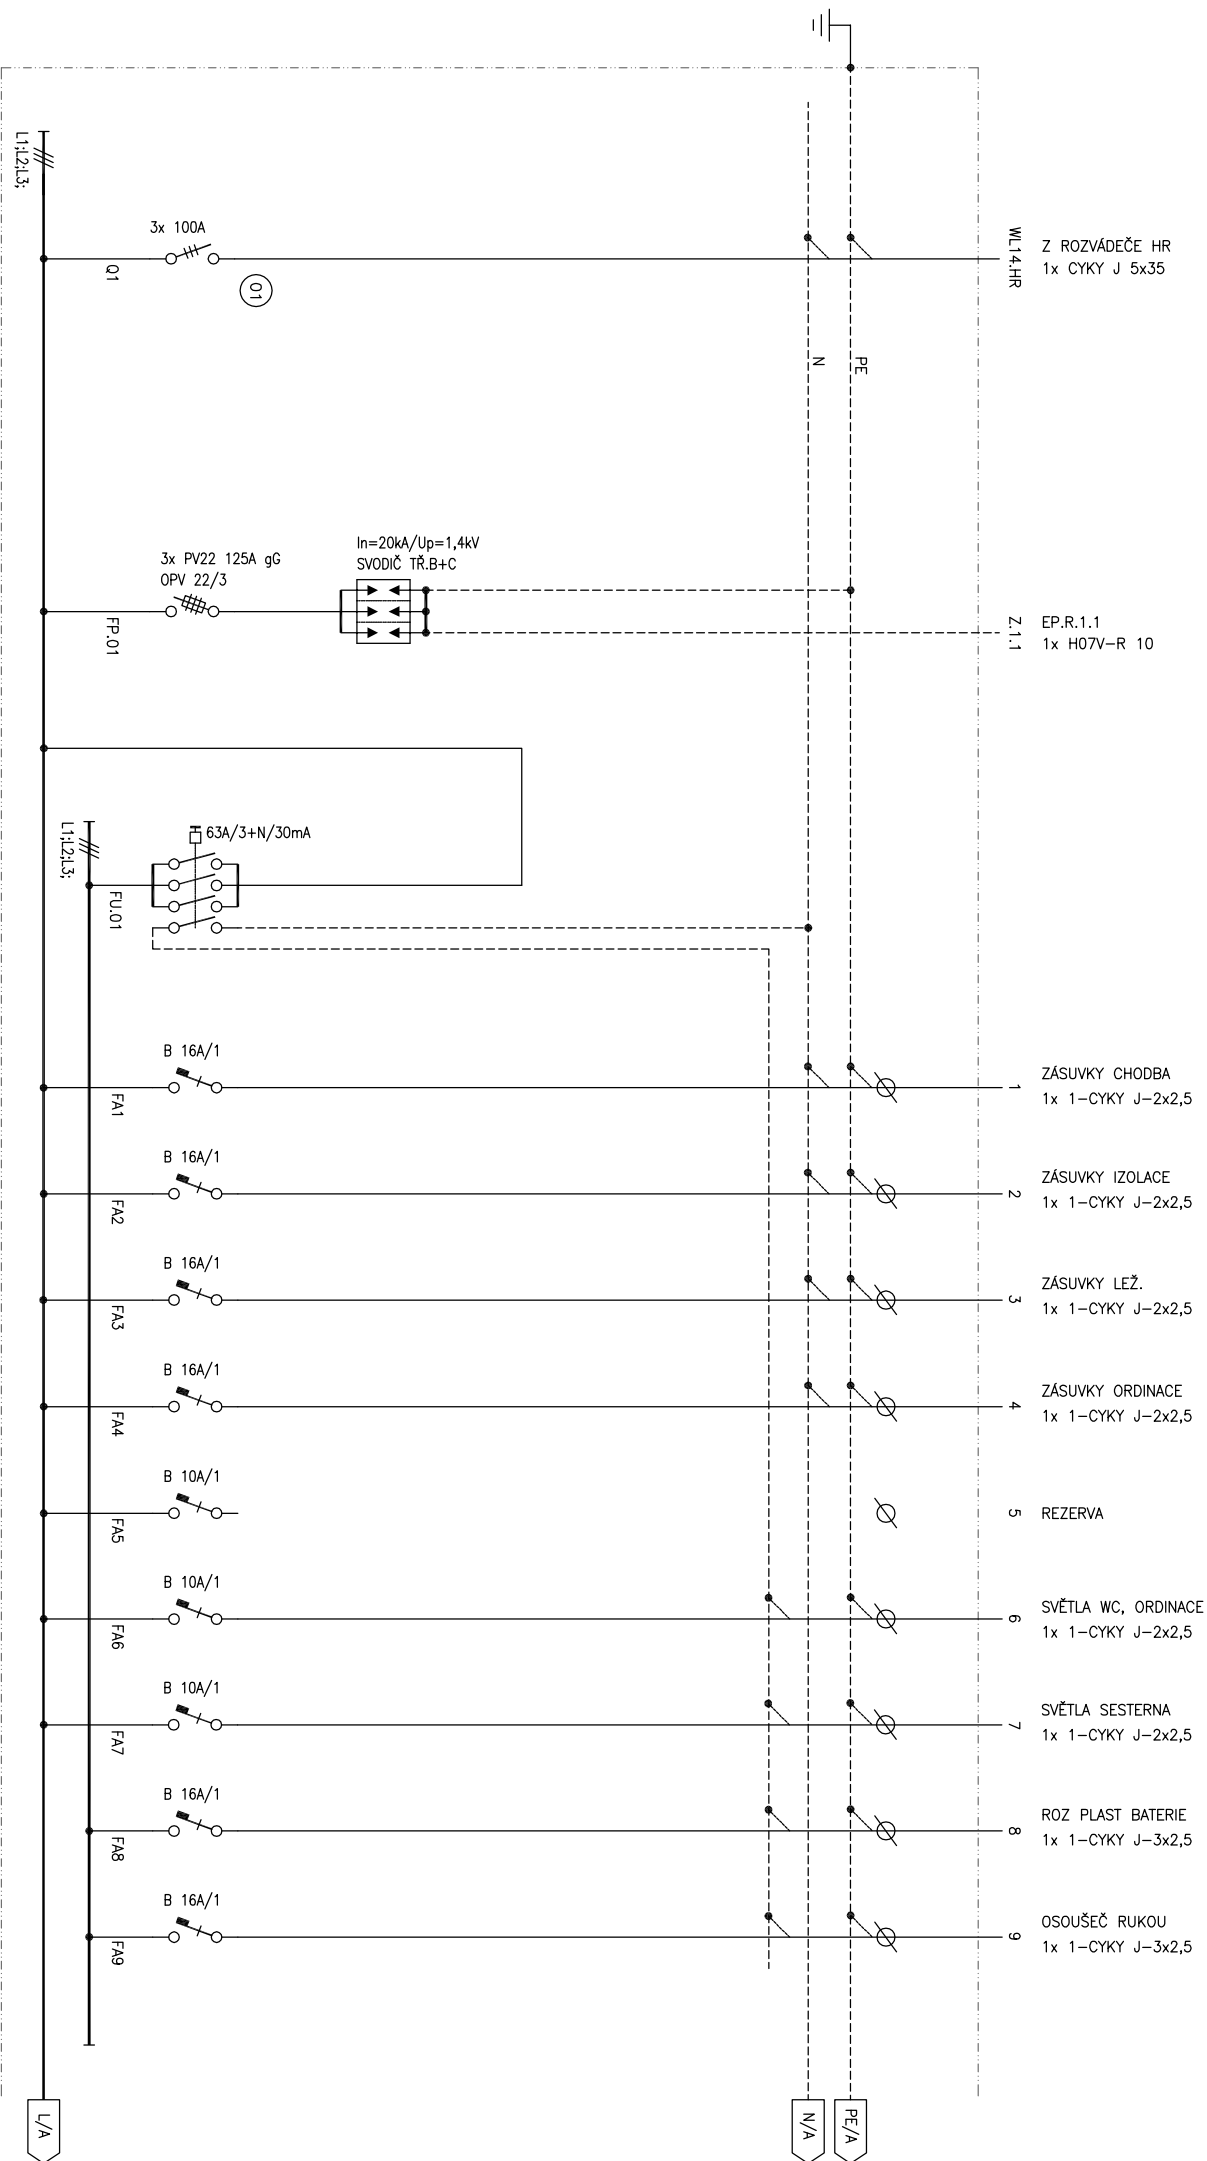 L1;L2;L3;
3x 100A
Q1
01
WL14.HR
Z ROZVÁDEČE HR
1x CYKY J 5x35
N
PE
3x PV22 125A gG
OPV 22/3
FP.01
In=20kA/Up=1,4kV
SVODIČ TŘ.B+C
Z.1.1
EP.R.1.1
1x H07V-R 10
L1;L2;L3;
63A/3+N/30mA
FU.01
B 16A/1
FA1
1
ZÁSUVKY CHODBA
1x 1-CYKY J-2x2,5
B 16A/1
FA2
2
ZÁSUVKY IZOLACE
1x 1-CYKY J-2x2,5
B 16A/1
FA3
3
ZÁSUVKY LEŽ.
1x 1-CYKY J-2x2,5
B 16A/1
FA4
4
ZÁSUVKY ORDINACE
1x 1-CYKY J-2x2,5
B 10A/1
FA5
5
REZERVA
B 10A/1
FA6
6
SVĚTLA WC, ORDINACE
1x 1-CYKY J-2x2,5
B 10A/1
FA7
7
SVĚTLA SESTERNA
1x 1-CYKY J-2x2,5
B 16A/1
FA8
8
ROZ PLAST BATERIE
1x 1-CYKY J-3x2,5
B 16A/1
FA9
9
OSOUŠEČ RUKOU
1x 1-CYKY J-3x2,5
L/A
N/A
PE/A